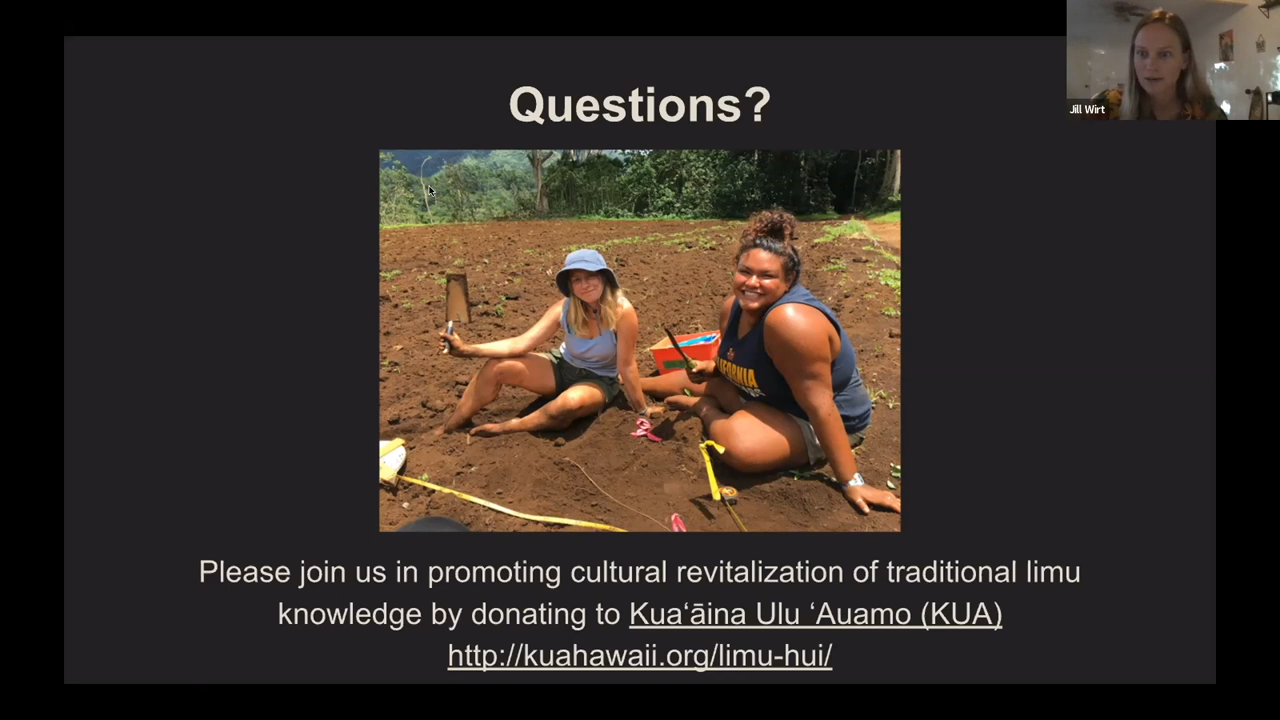 Questions?
Jill Wirt
Please join us in promoting cultural revitalization of traditional limu
knowledge by donating to Kuaʻāina Ulu ʻAuamo (KUA)
http://kuahawaii.org/limu-hui/